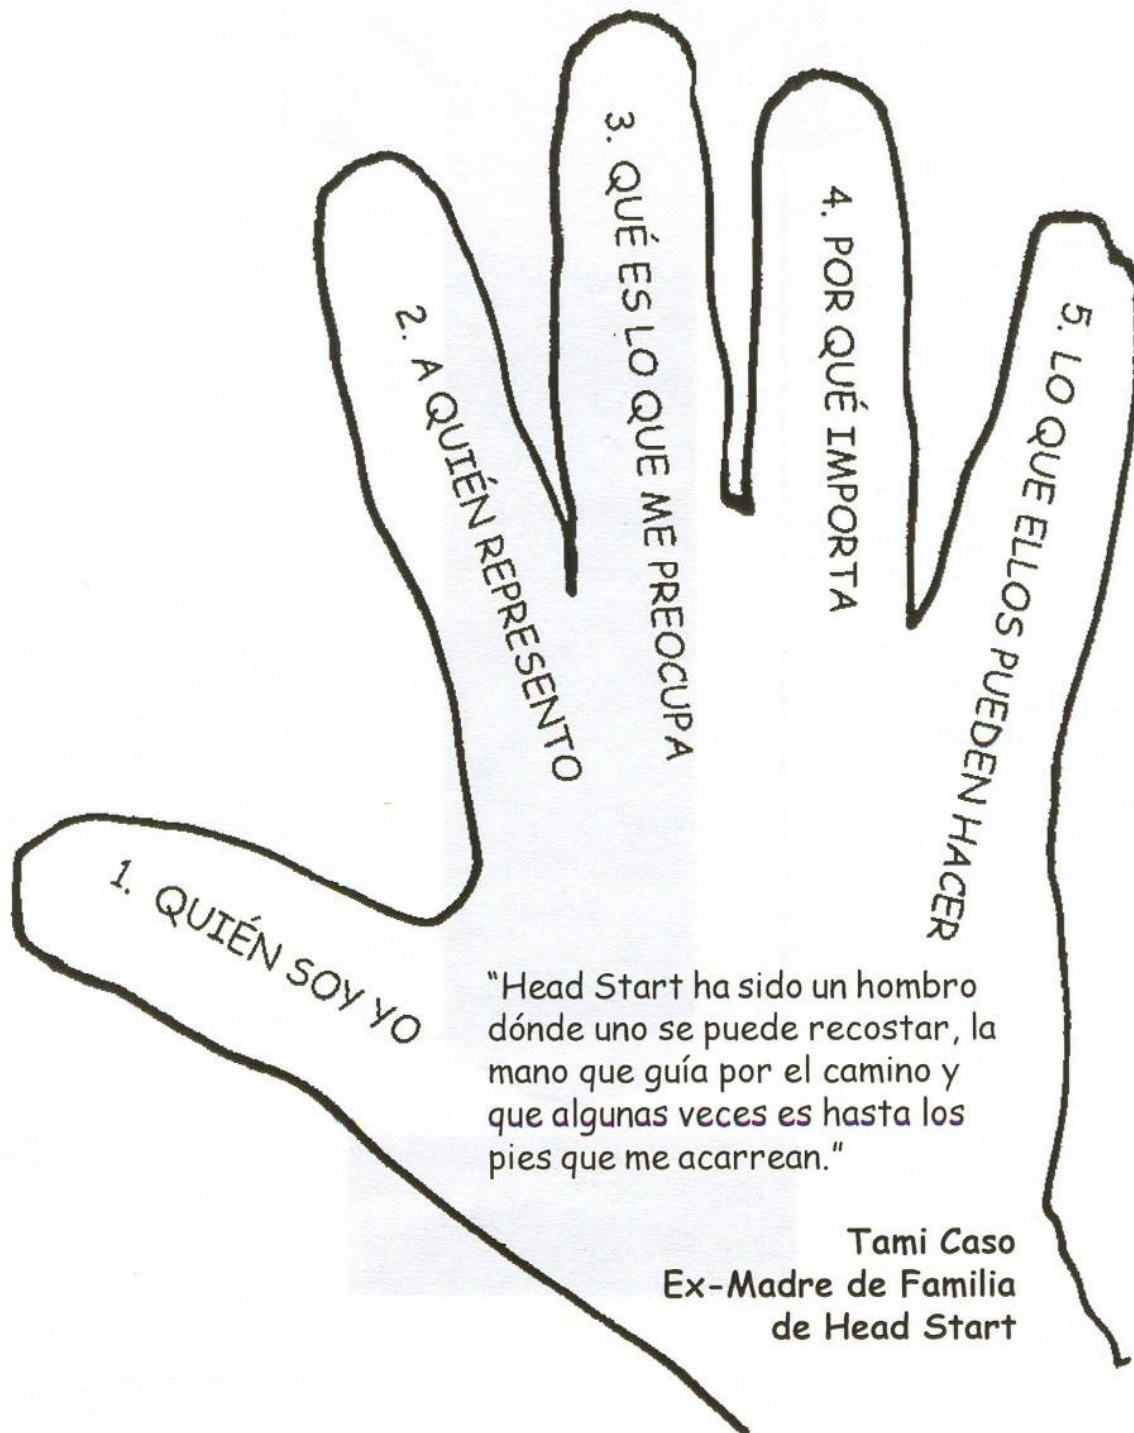 1. QUIÉN SOY YO
2. A QUIÉN REPRESENTO
3. QUÉ ES LO QUE ME PREOCUPA
4. POR QUÉ IMPORTA
5. LO QUE ELLOS PUEDEN HACER
"Head Start ha sido un hombro
dónde uno se puede recostar, la
mano que guía por el camino y
que algunas veces es hasta los
pies que me acarrean."
Tami Caso
Ex-Madre de Familia
de Head Start